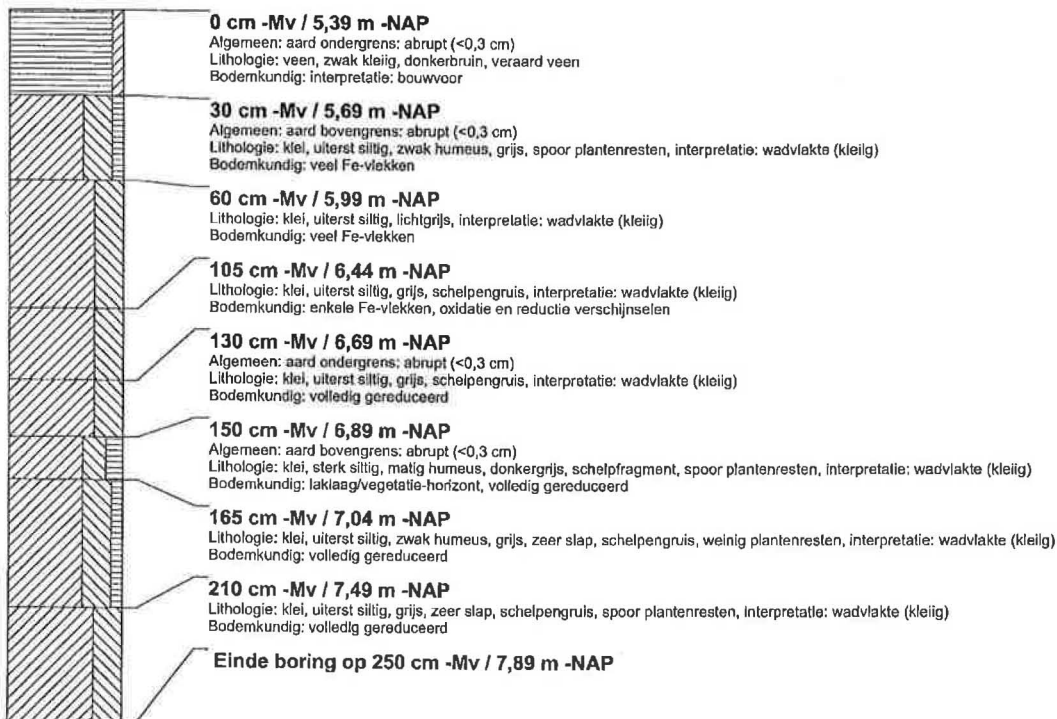 0 cm -Mv / 5,39 m -NAP
Algemeen: aard ondergrens: abrupt (<0,3 cm)
Lithologie: veen, zwak kleiig, donkerbruin, veraard veen
Bodemkundig: interpretatie: bouwvoor
30 cm -Mv / 5,69 m -NAP
Algemeen: aard bovengrens: abrupt (<0,3 cm)
Lithologie: klei, uiterst siltig, zwak humeus, grijs, spoor plantenresten, interpretatie: wadvlakte (kleiig)
Bodemkundig: veel Fe-vlekken
60 cm -Mv / 5,99 m -NAP
Lithologie: klei, uiterst siltig, lichtgrijs, interpretatie: wadvlakte (kleiig)
Bodemkundig: veel Fe-vlekken
105 cm -Mv / 6,44 m -NAP
Lithologie: klei, uiterst siltig, grijs, schelpengruis, interpretatie: wadvlakte (kleiig)
Bodemkundig: enkele Fe-vlekken, oxidatie en reductie verschijnselen
130 cm -Mv / 6,69 m -NAP
Algemeen: aard ondergrens: abrupt (<0,3 cm)
Lithologie: klei, uiterst siltig, grijs, schelpengruis, interpretatie: wadvlakte (kleiig)
Bodemkundig: volledig gereduceerd
150 cm -Mv / 6,89 m -NAP
Algemeen: aard bovengrens: abrupt (<0,3 cm)
Lithologie: klei, sterk siltig, matig humeus, donkergrijs, schelpfragment, spoor plantenresten, interpretatie: wadvlakte (kleiig)
Bodemkundig: laklaag/vegetatie-horizont, volledig gereduceerd
165 cm -Mv / 7,04 m -NAP
Lithologie: klei, uiterst siltig, zwak humeus, grijs, zeer slap, schelpengruis, weinig plantenresten, interpretatie: wadvlakte (kleiig)
Bodemkundig: volledig gereduceerd
210 cm -Mv / 7,49 m -NAP
Lithologie: klei, uiterst siltig, grijs, zeer slap, schelpengruis, spoor plantenresten, interpretatie: wadvlakte (kleiig)
Bodemkundig: volledig gereduceerd
Einde boring op 250 cm -Mv / 7,89 m -NAP